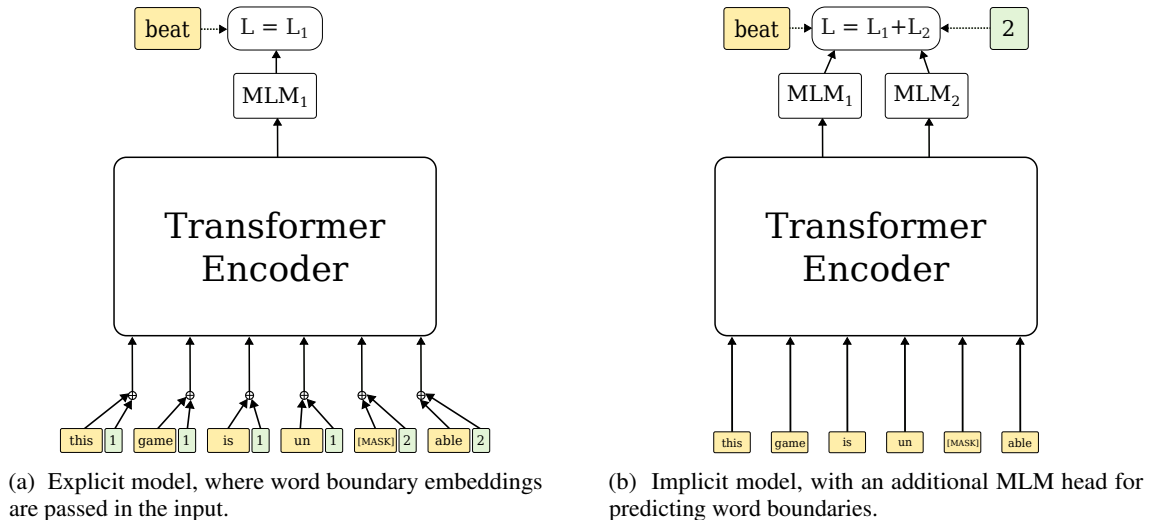 beat
L = L₁
MLM₁
Transformer
Encoder
this 1 game 1 is 1 un 1 [MASK] 2 able 2
(a) Explicit model, where word boundary embeddings
are passed in the input.
beat
L = L₁+L₂
2
MLM₁
MLM₂
Transformer
Encoder
this game is un [MASK] able
(b) Implicit model, with an additional MLM head for
predicting word boundaries.